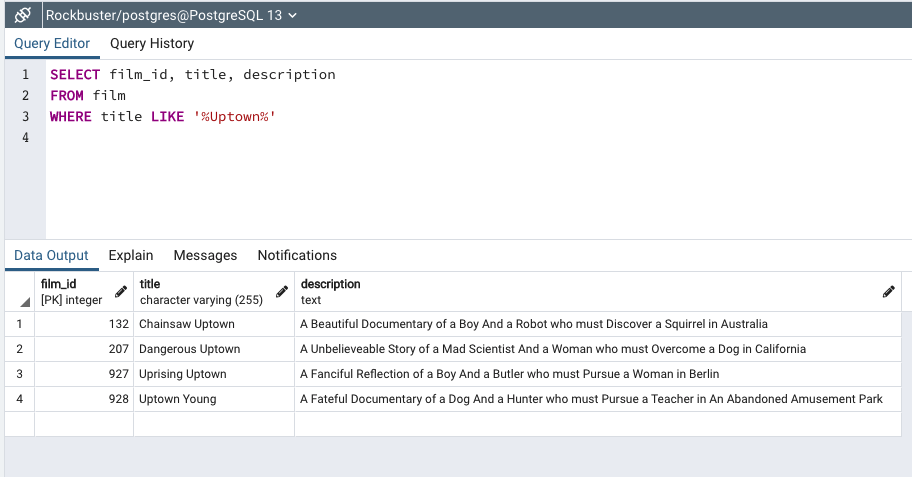 Rockbuster/postgres@PostgreSQL 13
Query Editor Query History
1 SELECT film_id, title, description
2 FROM film
3 WHERE title LIKE '%Uptown%'
4
Data Output Explain Messages Notifications
film_id title description
[PK] integer character varying (255) text
1 132 Chainsaw Uptown A Beautiful Documentary of a Boy And a Robot who must Discover a Squirrel in Australia
2 207 Dangerous Uptown A Unbelieveable Story of a Mad Scientist And a Woman who must Overcome a Dog in California
3 927 Uprising Uptown A Fanciful Reflection of a Boy And a Butler who must Pursue a Woman in Berlin
4 928 Uptown Young A Fateful Documentary of a Dog And a Hunter who must Pursue a Teacher in An Abandoned Amusement Park